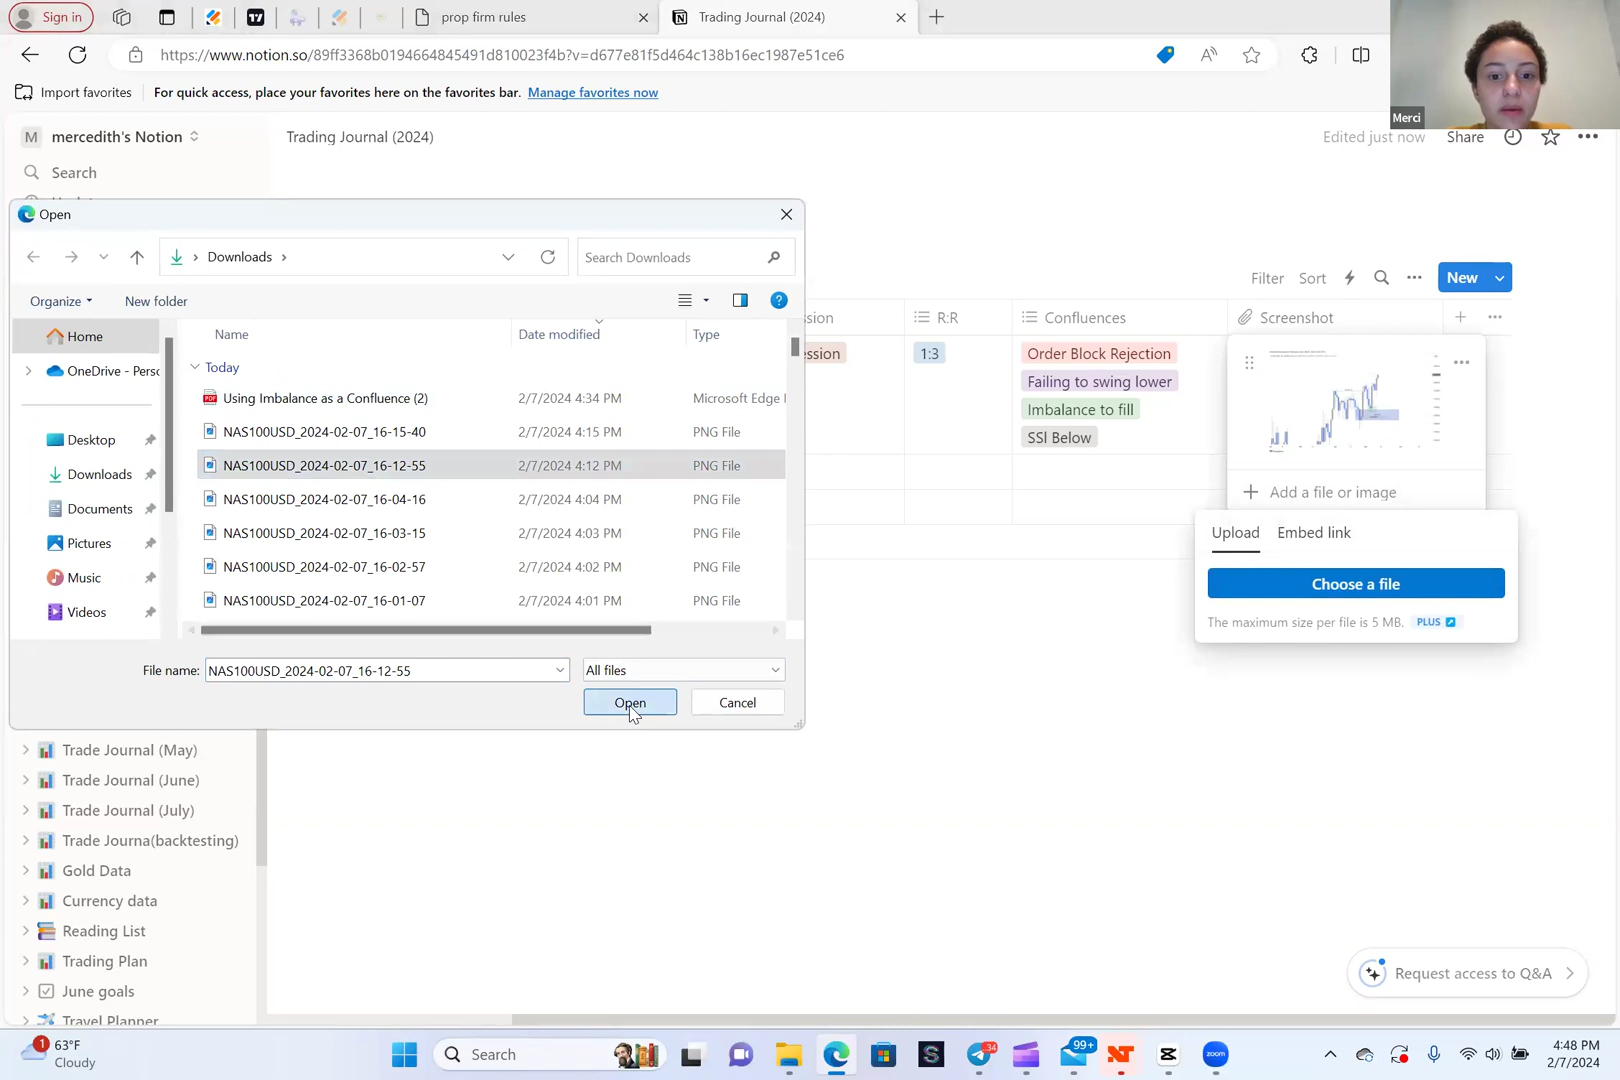 Sign in
prop firm rules
Trading Journal (2024)
https://www.notion.so/89ff3368b0194664845491d810023f4b?v=d677e81f5d464c138b16ec1987e51ce6
Import favorites
For quick access, place your favorites here on the favorites bar. Manage favorites now
Merci
M mercedith's Notion
Trading Journal (2024)
Edited just now
Share
Search
Open
Downloads
Search Downloads
Organize
New folder
Filter
Sort
New
Home
OneDrive - Pers
Desktop
Downloads
Documents
Pictures
Music
Videos
Name
Date modified
Type
Today
Using Imbalance as a Confluence (2)
2/7/2024 4:34 PM
Microsoft Edge
NAS100USD_2024-02-07_16-15-40
2/7/2024 4:15 PM
PNG File
NAS100USD_2024-02-07_16-12-55
2/7/2024 4:12 PM
PNG File
NAS100USD_2024-02-07_16-04-16
2/7/2024 4:04 PM
PNG File
NAS100USD_2024-02-07_16-03-15
2/7/2024 4:03 PM
PNG File
NAS100USD_2024-02-07_16-02-57
2/7/2024 4:02 PM
PNG File
NAS100USD_2024-02-07_16-01-07
2/7/2024 4:01 PM
PNG File
File name:
NAS100USD_2024-02-07_16-12-55
All files
Open
Cancel
sion
R:R
Confluences
Screenshot
ession
1:3
Order Block Rejection
Failing to swing lower
Imbalance to fill
SSl Below
Add a file or image
Upload
Embed link
Choose a file
The maximum size per file is 5 MB.
PLUS
Trade Journal (May)
Trade Journal (June)
Trade Journal (July)
Trade Journa(backtesting)
Gold Data
Currency data
Reading List
Trading Plan
June goals
Travel Planner
Request access to Q&A
1
63°F
Cloudy
Search
34
99+
zoom
4:48 PM
2/7/2024